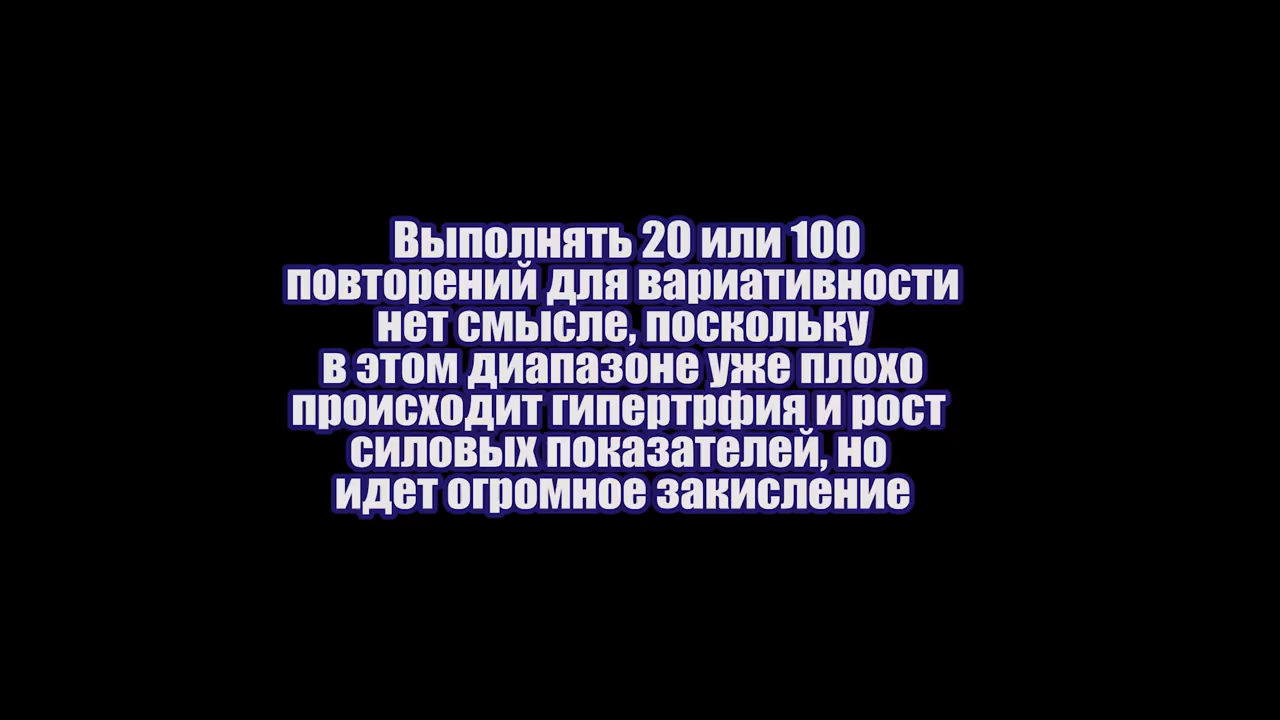 Выполнять 20 или 100
повторений для вариативности
нет смысле, поскольку
в этом диапазоне уже плохо
происходит гипертрфия и рост
силовых показателей, но
идет огромное закисление